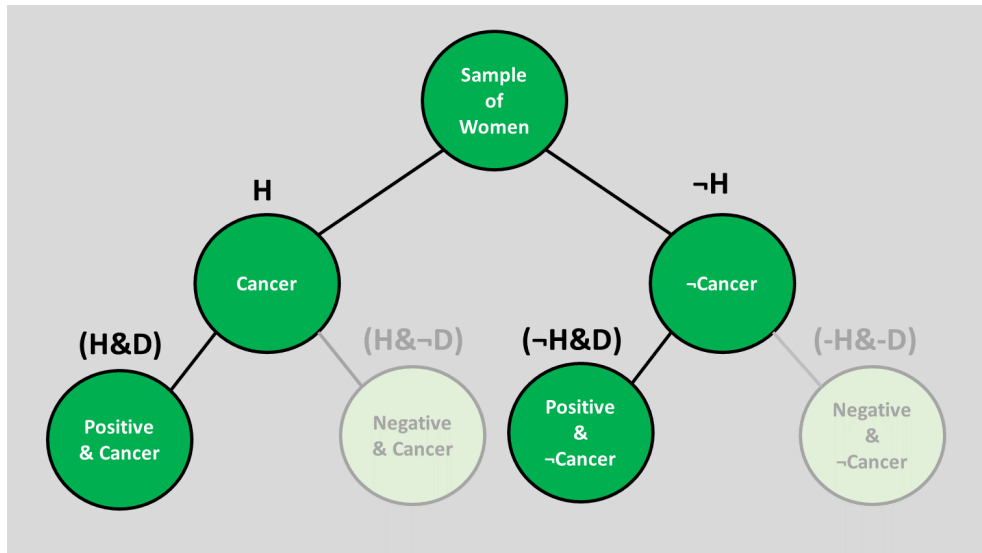 Sample
of
Women
H
¬H
Cancer
¬Cancer
(H&D)
(H&¬D)
(¬H&D)
(-H&-D)
Positive
& Cancer
Negative
& Cancer
Positive
&
¬Cancer
Negative
&
¬Cancer